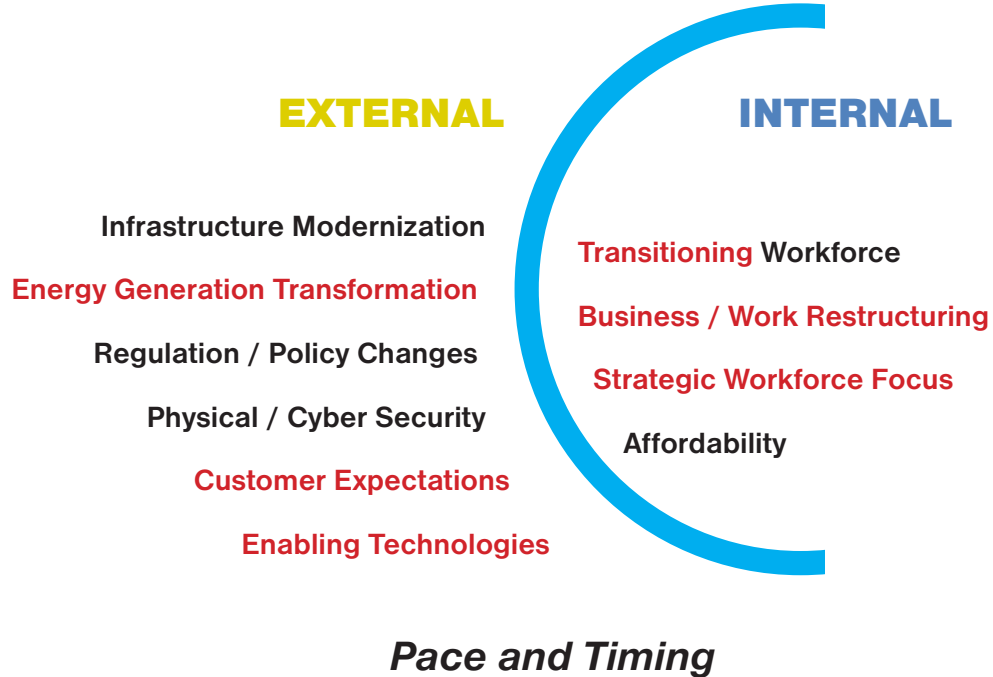 EXTERNAL
Infrastructure Modernization
Energy Generation Transformation
Regulation / Policy Changes
Physical / Cyber Security
Customer Expectations
Enabling Technologies
INTERNAL
Transitioning Workforce
Business / Work Restructuring
Strategic Workforce Focus
Affordability
Pace and Timing